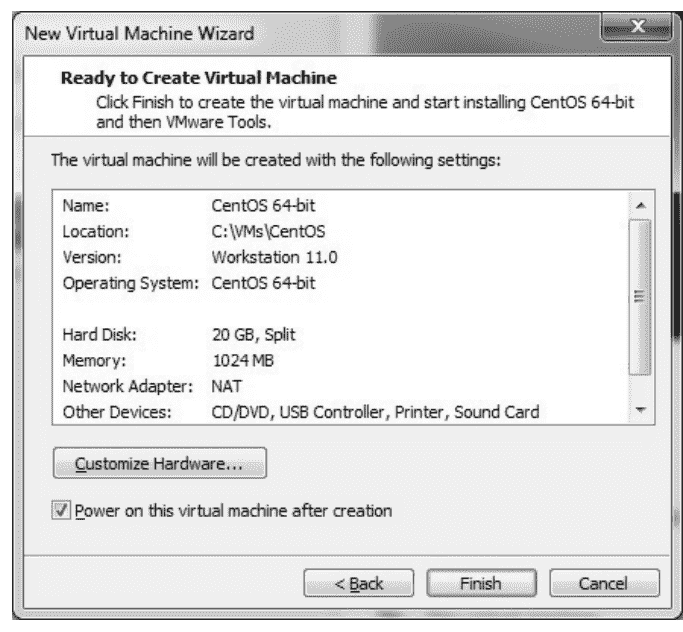 New Virtual Machine Wizard
Ready to Create Virtual Machine
Click Finish to create the virtual machine and start installing CentOS 64-bit
and then VMware Tools.
The virtual machine will be created with the following settings:
Name: CentOS 64-bit
Location: C:\VMs\CentOS
Version: Workstation 11.0
Operating System: CentOS 64-bit
Hard Disk: 20 GB, Split
Memory: 1024 MB
Network Adapter: NAT
Other Devices: CD/DVD, USB Controller, Printer, Sound Card
Customize Hardware...
Power on this virtual machine after creation
< Back Finish Cancel